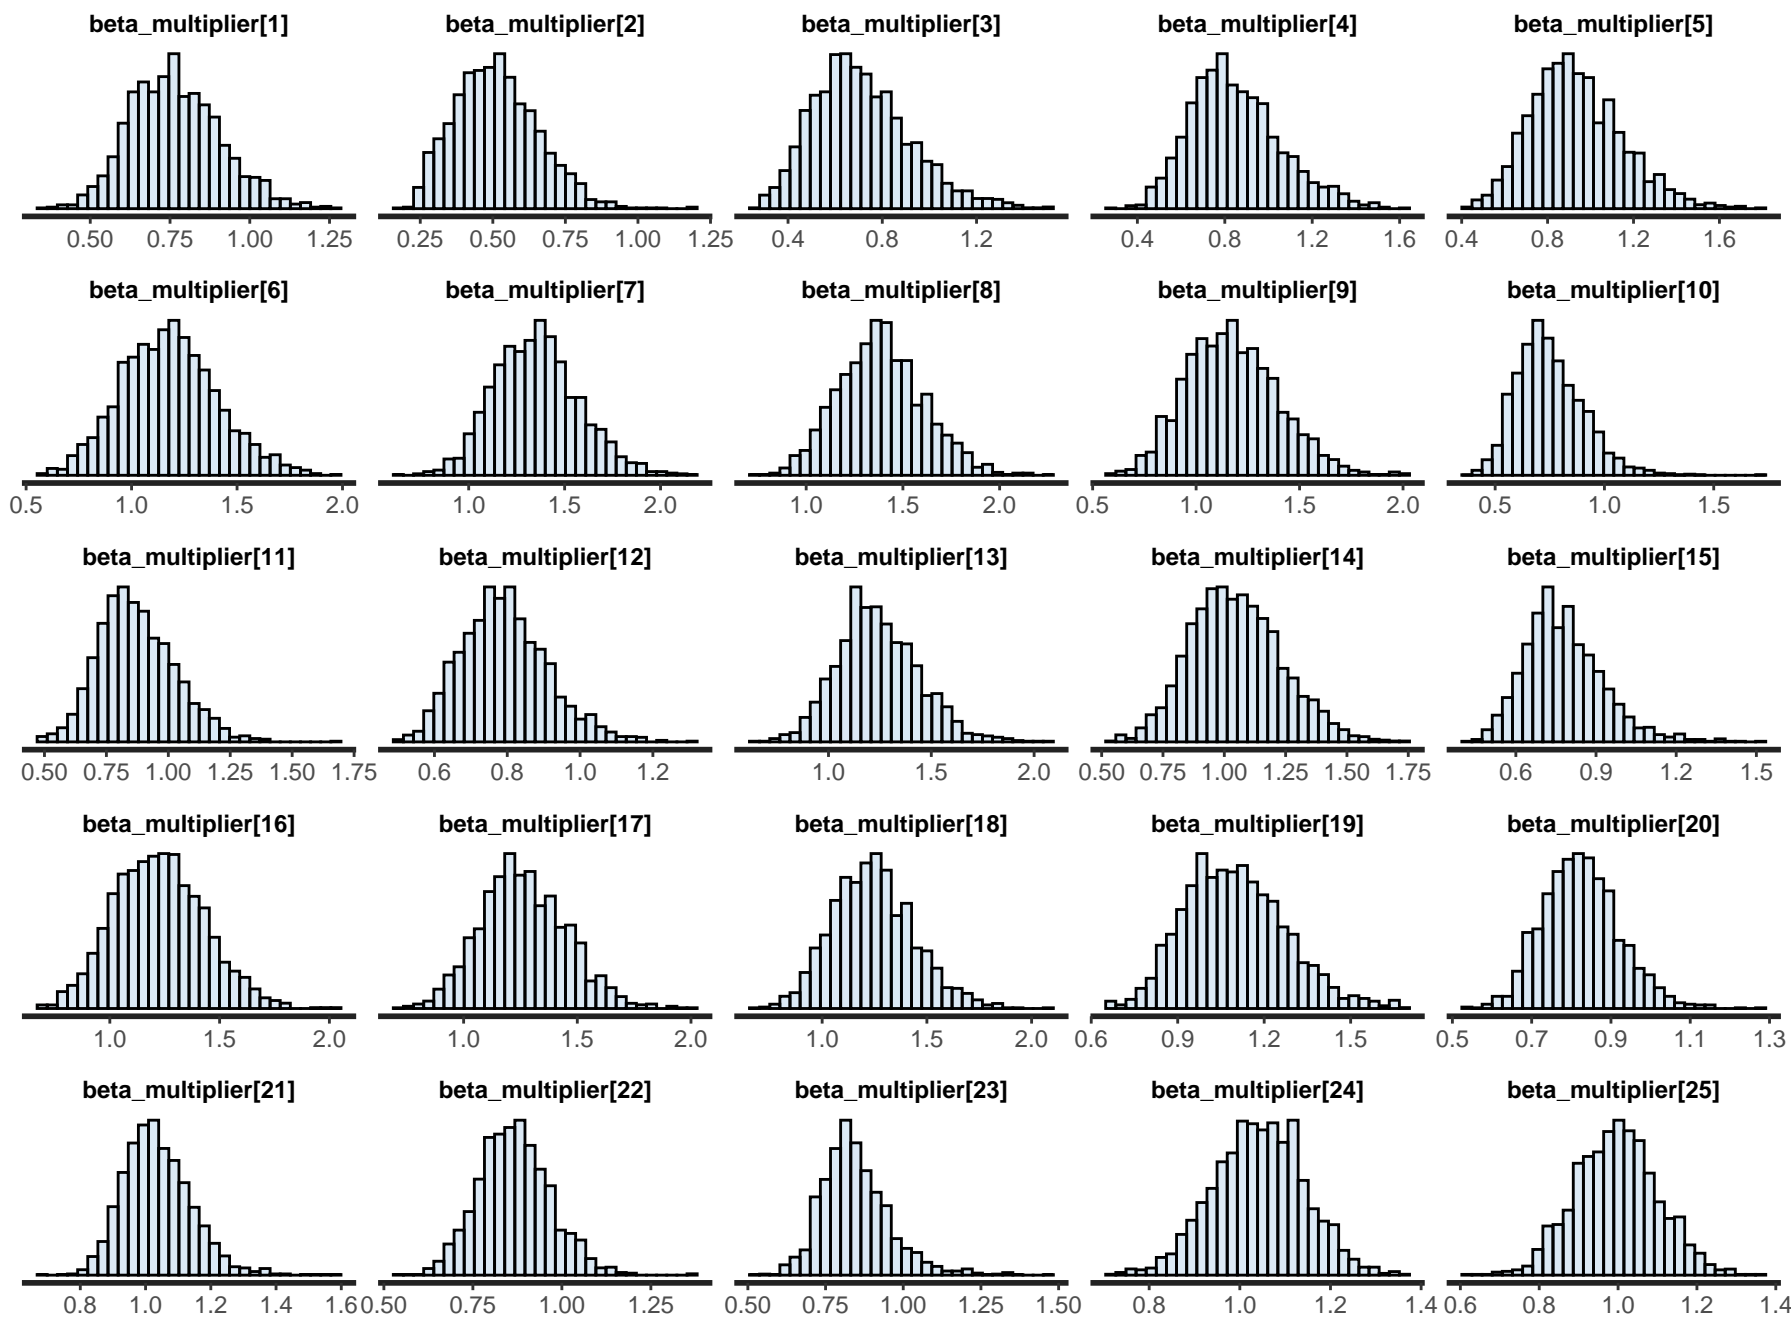 beta_multiplier[1] beta_multiplier[2] beta_multiplier[3] beta_multiplier[4] beta_multiplier[5]
0.50 0.75 1.00 1.25 0.25 0.50 0.75 1.00 1.25 0.4 0.8 1.2 0.4 0.8 1.2 1.6 0.4 0.8 1.2 1.6
beta_multiplier[6] beta_multiplier[7] beta_multiplier[8] beta_multiplier[9] beta_multiplier[10]
0.5 1.0 1.5 2.0 1.0 1.5 2.0 1.0 1.5 2.0 0.5 1.0 1.5 2.0 0.5 1.0 1.5
beta_multiplier[11] beta_multiplier[12] beta_multiplier[13] beta_multiplier[14] beta_multiplier[15]
0.50 0.75 1.00 1.25 1.50 1.75 0.6 0.8 1.0 1.2 1.0 1.5 2.0 0.50 0.75 1.00 1.25 1.50 1.75 0.6 0.9 1.2 1.5
beta_multiplier[16] beta_multiplier[17] beta_multiplier[18] beta_multiplier[19] beta_multiplier[20]
1.0 1.5 2.0 1.0 1.5 2.0 1.0 1.5 2.0 0.6 0.9 1.2 1.5 0.5 0.7 0.9 1.1 1.3
beta_multiplier[21] beta_multiplier[22] beta_multiplier[23] beta_multiplier[24] beta_multiplier[25]
0.8 1.0 1.2 1.4 1.6 0.50 0.75 1.00 1.25 0.50 0.75 1.00 1.25 1.50 0.8 1.0 1.2 1.4 0.6 0.8 1.0 1.2 1.4